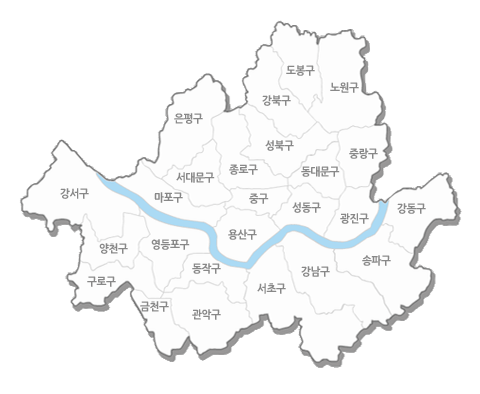 도봉구
노원구
강북구
은평구
성북구
중랑구
서대문구
종로구
동대문구
강서구
마포구
중구
성동구
광진구
강동구
양천구
영등포구
용산구
송파구
구로구
동작구
강남구
금천구
관악구
서초구